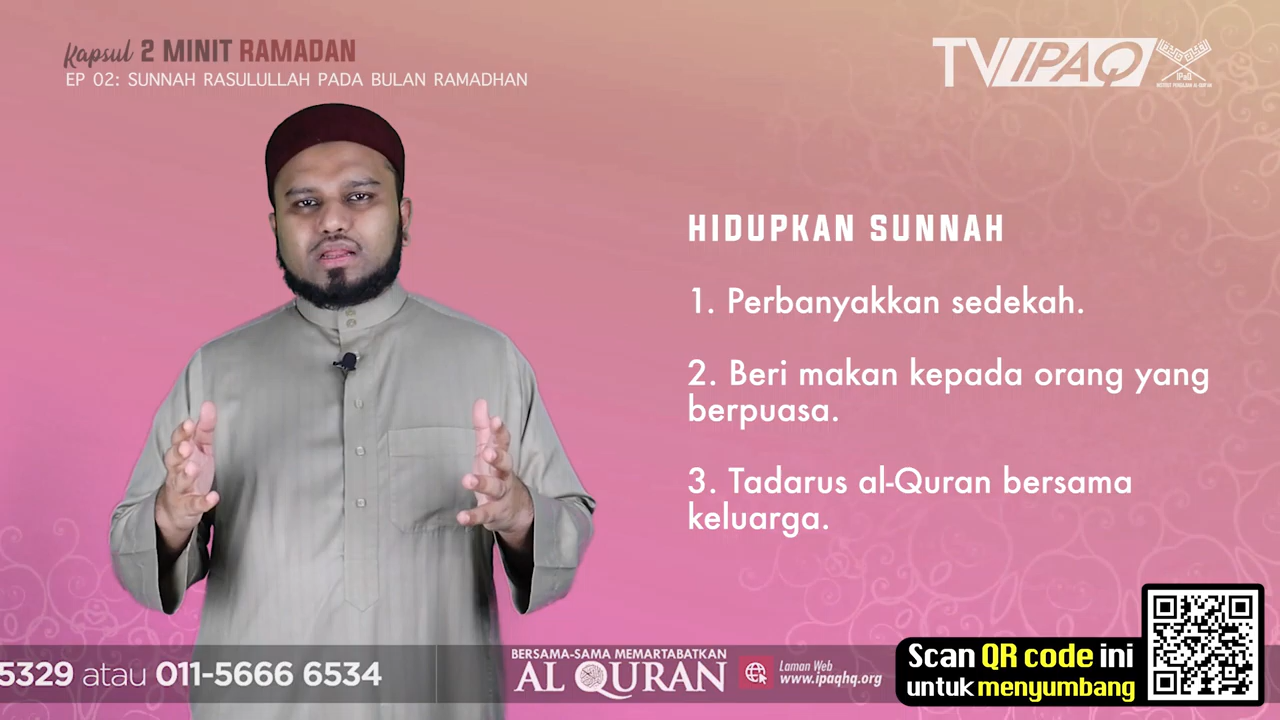 Kapsul 2 MINIT RAMADAN
EP 02: SUNNAH RASULULLAH PADA BULAN RAMADHAN
TVIPAQ
IPaQ
HIDUPKAN SUNNAH
1. Perbanyakkan sedekah.
2. Beri makan kepada orang yang
berpuasa.
3. Tadarus al-Quran bersama
keluarga.
5329 atau 011-5666 6534
BERSAMA-SAMA MEMARTABATKAN
AL QURAN
Laman Web
www.ipaqhq.org
Scan QR code ini
untuk menyumbang